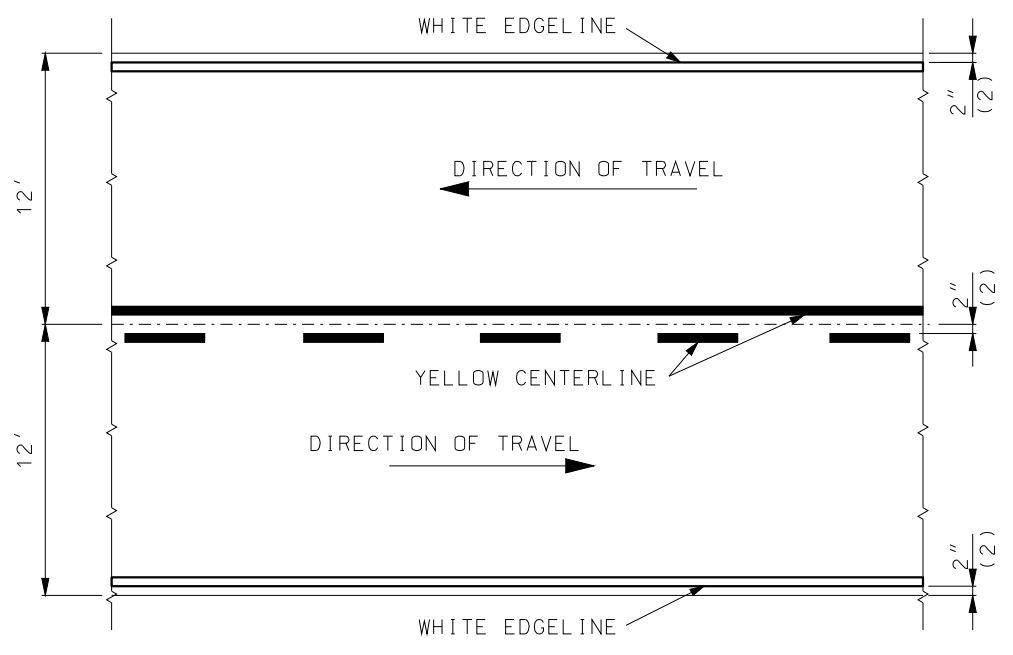 WHITE EDGELINE
2"
(2)
DIRECTION OF TRAVEL
12'
2"
(2)
YELLOW CENTERLINE
DIRECTION OF TRAVEL
12'
2"
(2)
WHITE EDGELINE